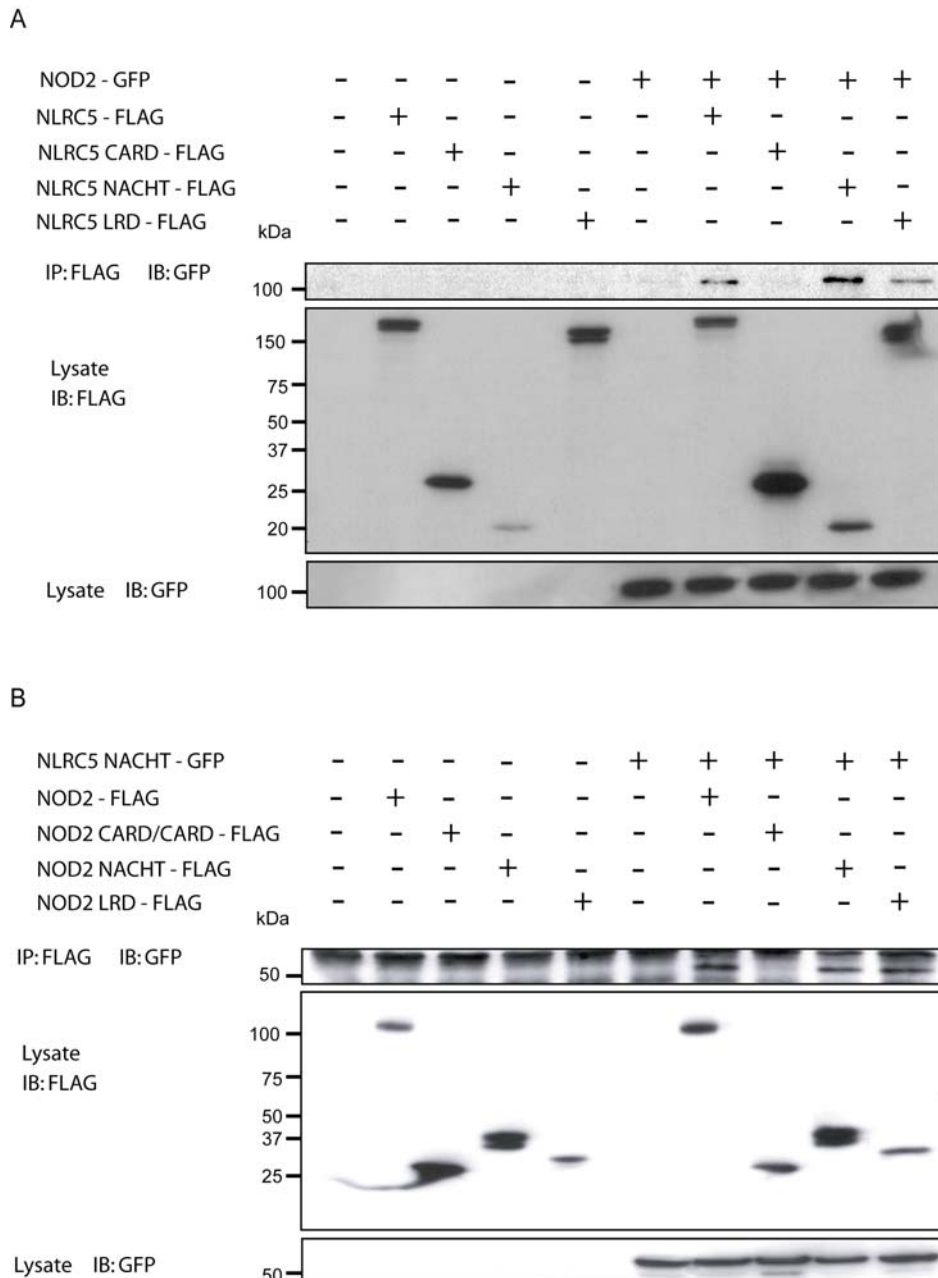 A
NOD2 - GFP - - - - - + + + + +
NLRC5 - FLAG - + - - - - + - - -
NLRC5 CARD - FLAG - - + - - - - + - -
NLRC5 NACHT - FLAG - - - + - - - - + -
NLRC5 LRD - FLAG - - - - + - - - - +
kDa
IP: FLAG IB: GFP
100
Lysate
IB: FLAG
150
75
50
37
25
20
Lysate IB: GFP
100
B
NLRC5 NACHT - GFP - - - - - + + + + +
NOD2 - FLAG - + - - - - + - - -
NOD2 CARD/CARD - FLAG - - + - - - - + - -
NOD2 NACHT - FLAG - - - + - - - - + -
NOD2 LRD - FLAG - - - - + - - - - +
kDa
IP: FLAG IB: GFP
50
Lysate
IB: FLAG
100
75
50
37
25
Lysate IB: GFP
50